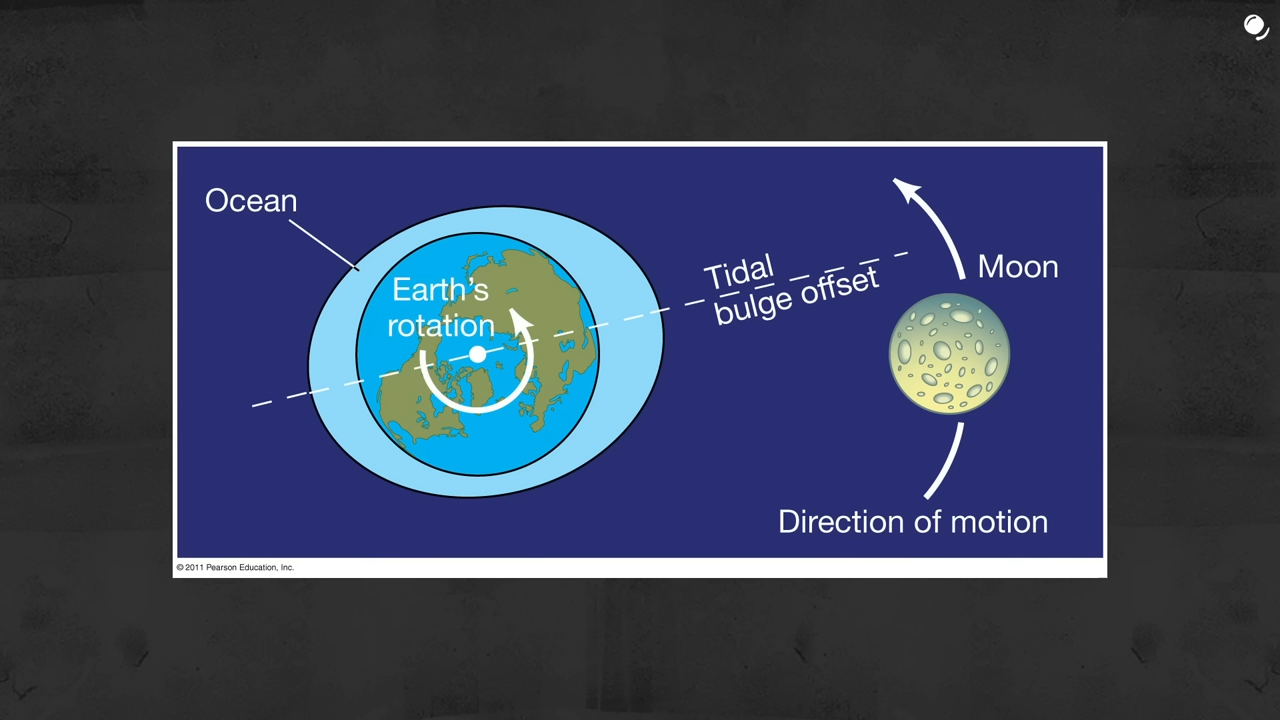 Ocean
Earth's
rotation
Tidal
bulge offset
Moon
Direction of motion
© 2011 Pearson Education, Inc.